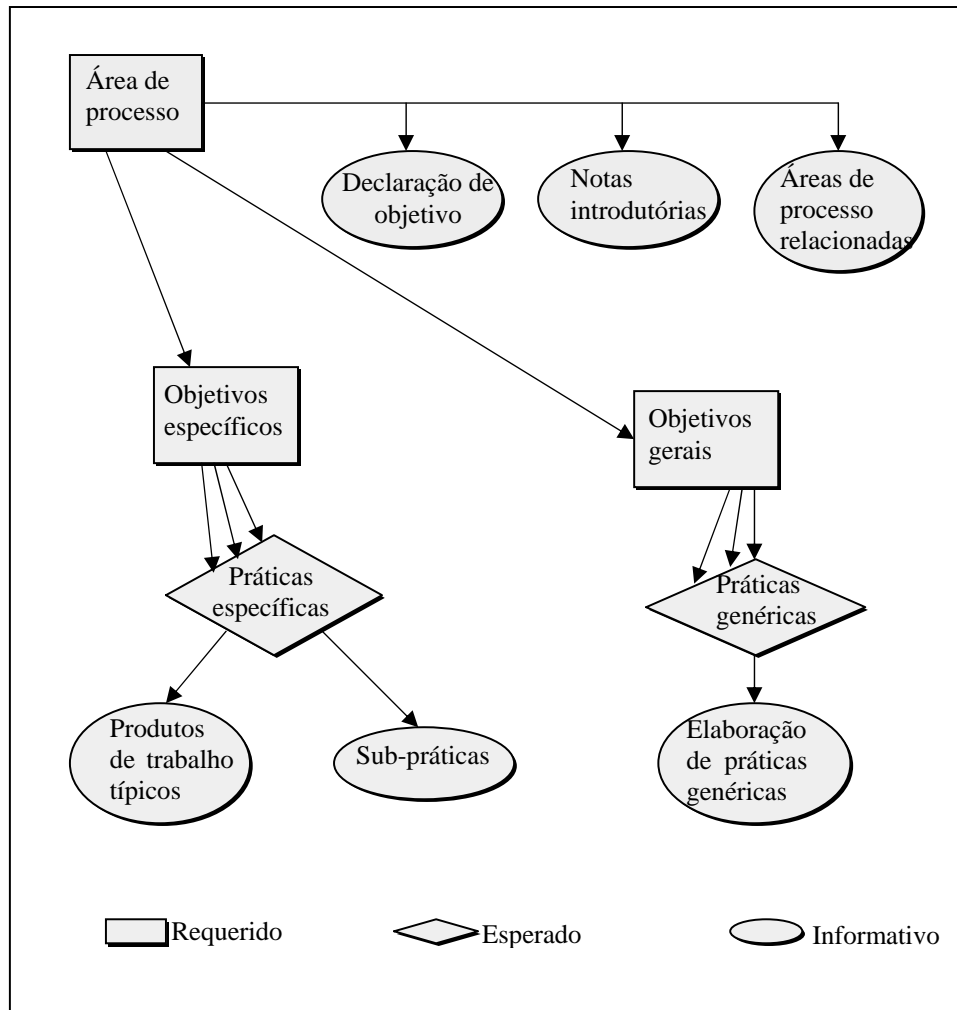 Área de
processo
Declaração de
objetivo
Notas
introdutórias
Áreas de
processo
relacionadas
Objetivos
específicos
Objetivos
gerais
Práticas
específicas
Práticas
genéricas
Produtos
de trabalho
típicos
Sub-práticas
Elaboração
de práticas
genéricas
Requerido
Esperado
Informativo